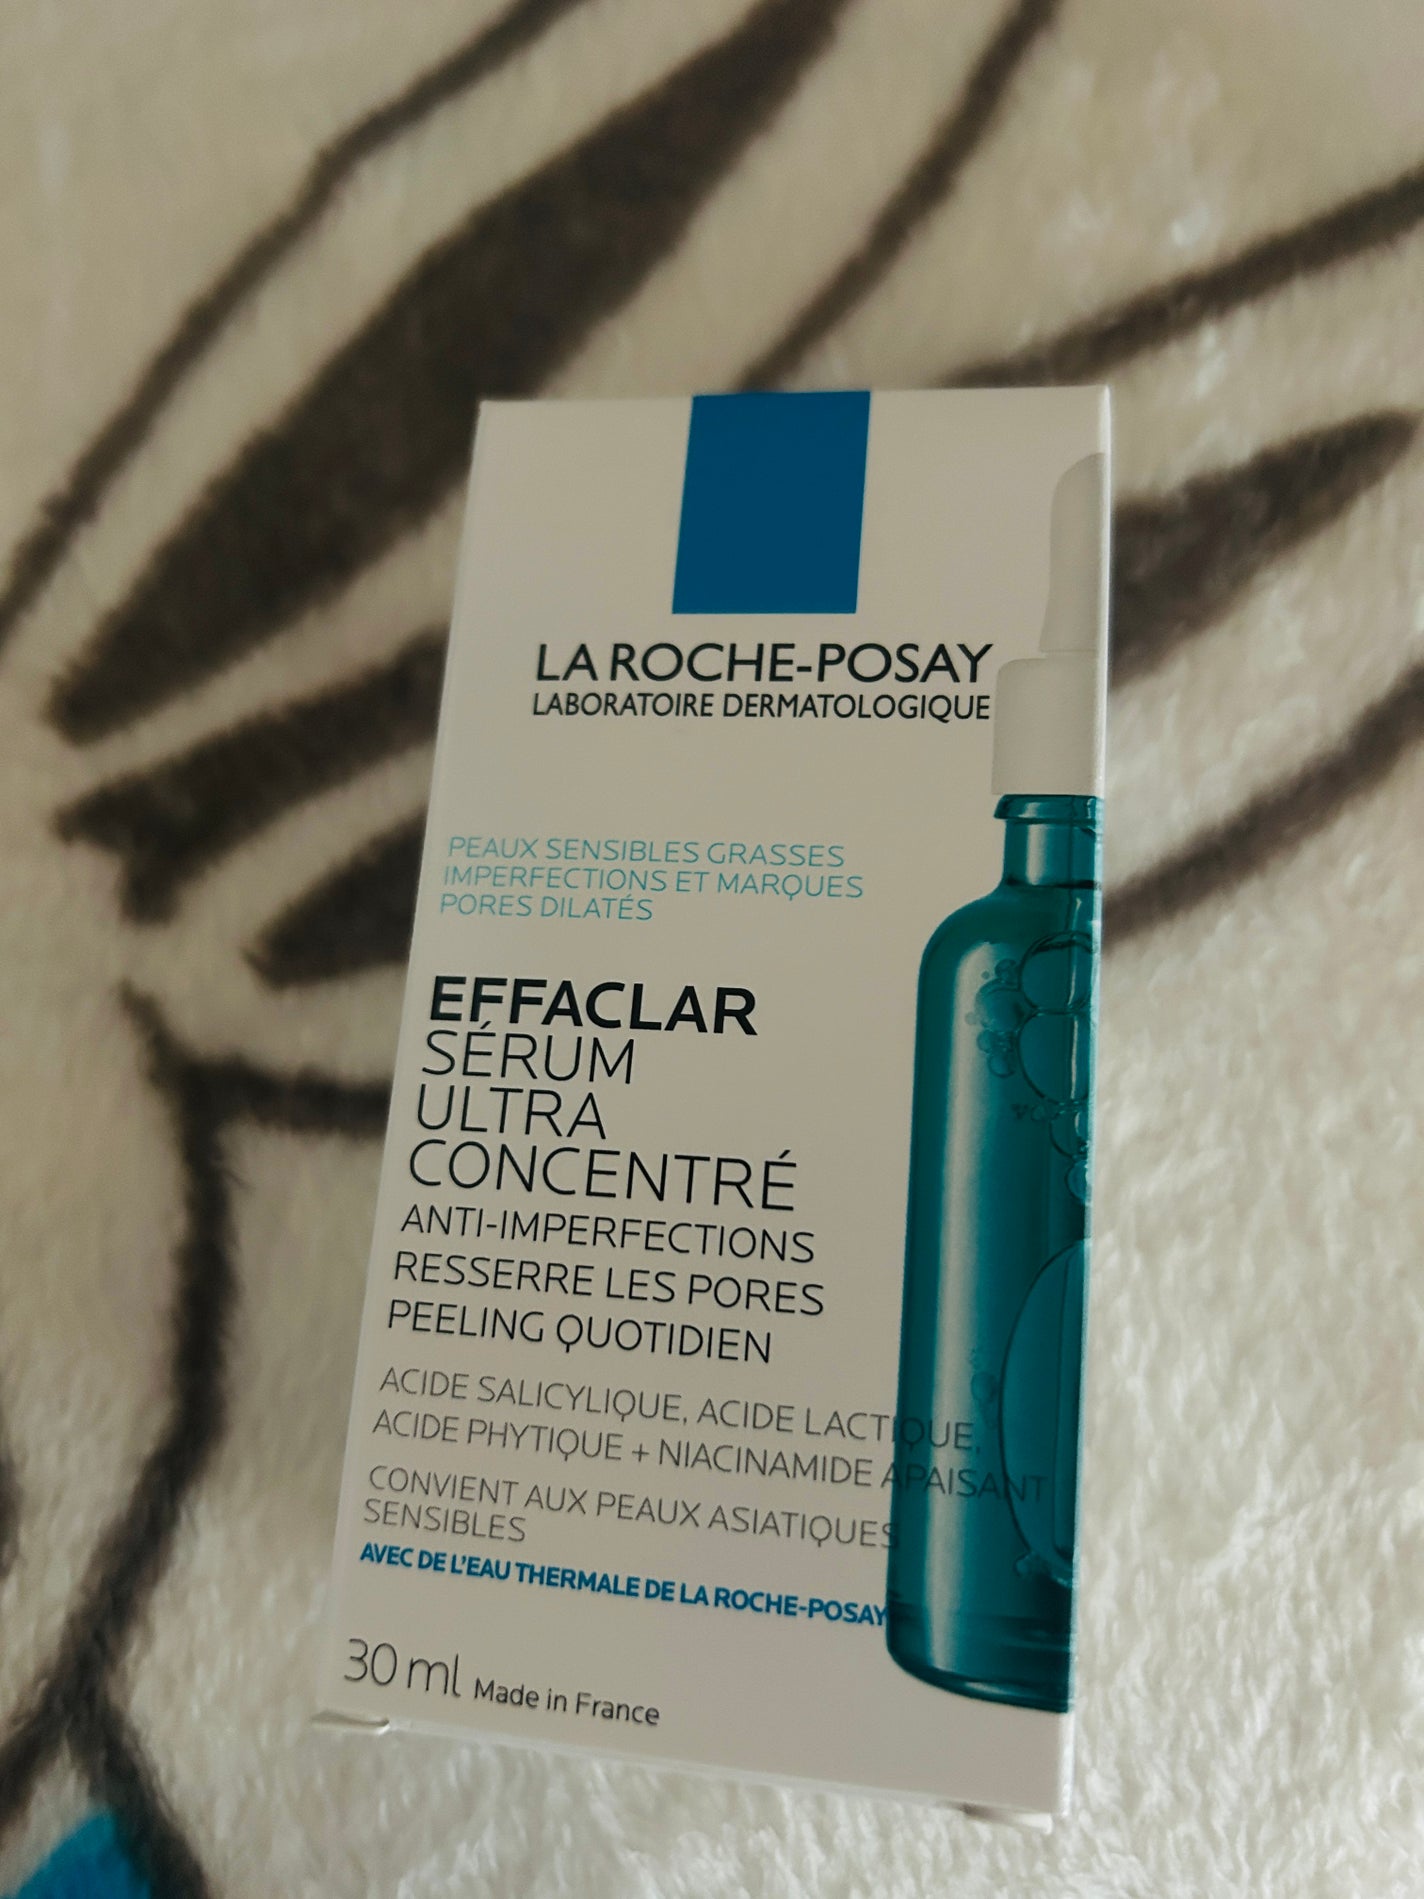 LA ROCHE-POSAY
LABORATOIRE DERMATOLOGIQUE
PEAUX SENSIBLES GRASSES
IMPERFECTIONS ET MARQUES
PORES DILATÉS
EFFACLAR
SÉRUM
ULTRA
CONCENTRÉ
ANTI-IMPERFECTIONS
RESSERRE LES PORES
PEELING QUOTIDIEN
ACIDE SALICYLIQUE, ACIDE LACTIQUE,
ACIDE PHYTIQUE + NIACINAMIDE APAISANT
CONVIENT AUX PEAUX ASIATIQUES
SENSIBLES
AVEC DE L'EAU THERMALE DE LA ROCHE-POSAY
30 ml Made in France